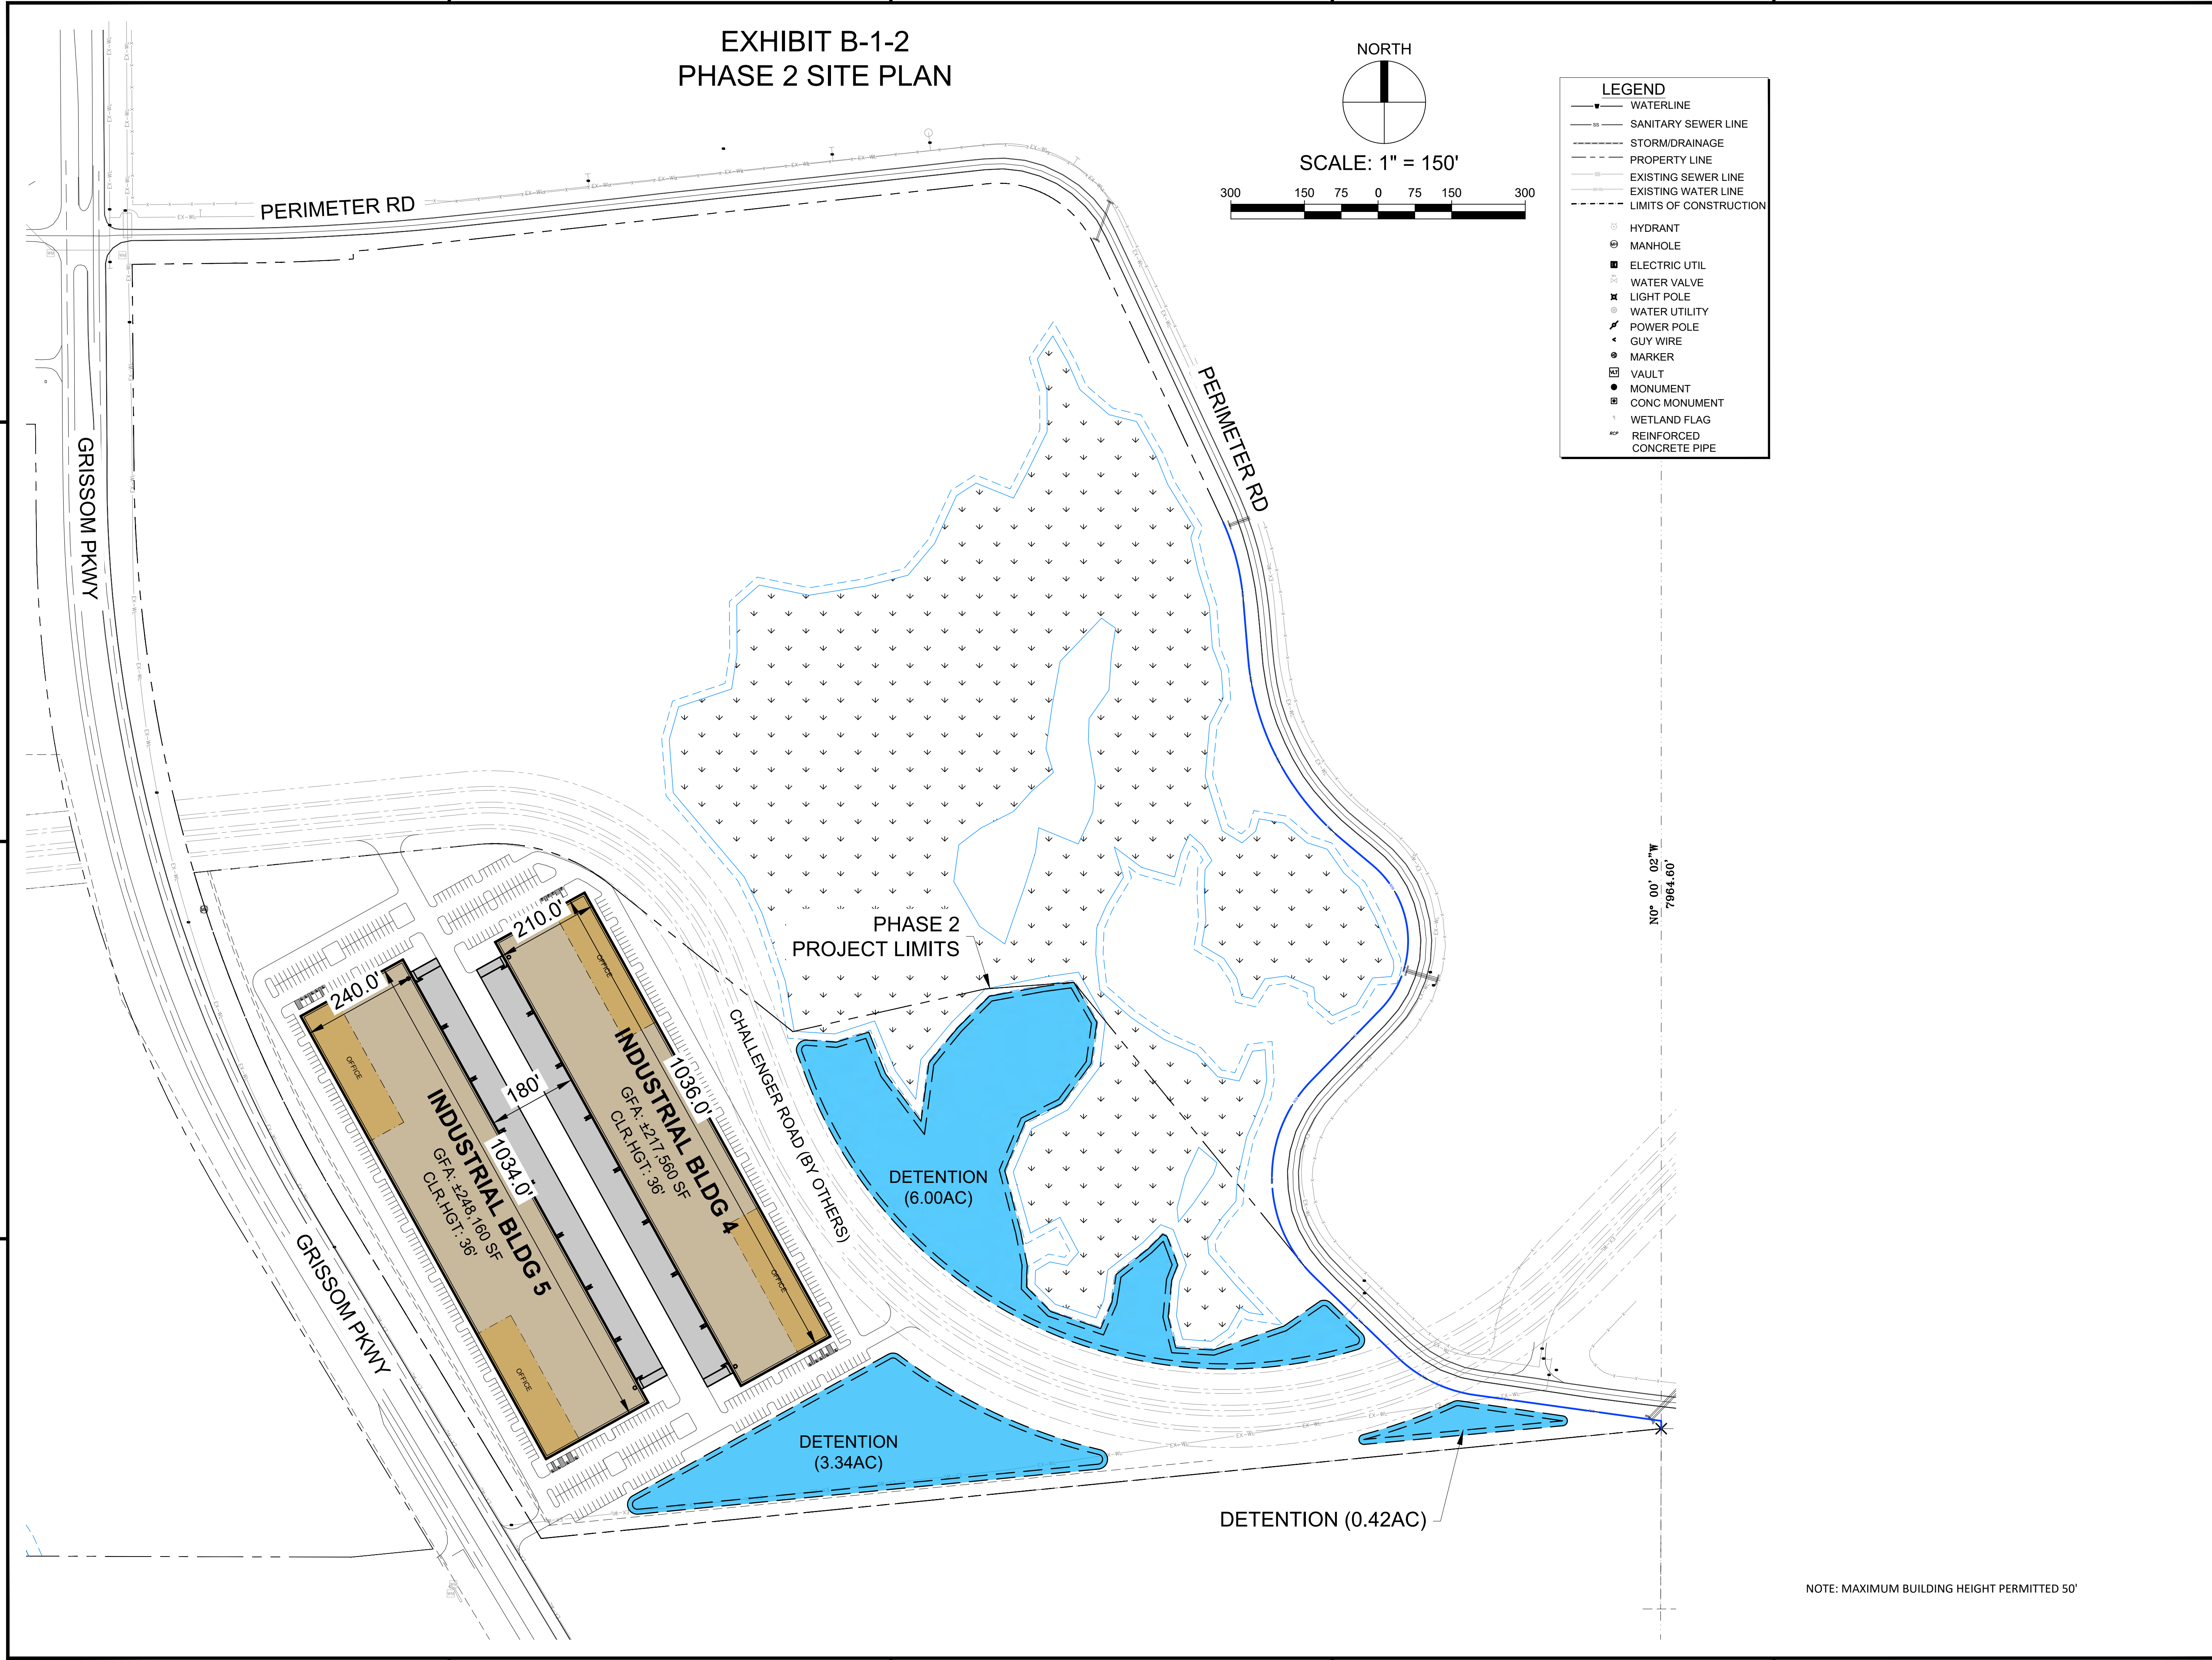 EXHIBIT B-1-2
PHASE 2 SITE PLAN
NORTH
SCALE: 1" = 150'
300 150 75 0 75 150 300
LEGEND
WATERLINE
SANITARY SEWER LINE
STORM/DRAINAGE
PROPERTY LINE
EXISTING SEWER LINE
EXISTING WATER LINE
LIMITS OF CONSTRUCTION
HYDRANT
MANHOLE
ELECTRIC UTIL
WATER VALVE
LIGHT POLE
WATER UTILITY
POWER POLE
GUY WIRE
MARKER
VLT VAULT
MONUMENT
CONC MONUMENT
WETLAND FLAG
RCP REINFORCED
CONCRETE PIPE
PERIMETER RD
PERIMETER RD
GRISSOM PKWY
GRISSOM PKWY
N0° 00' 02"W
7964.60'
PHASE 2
PROJECT LIMITS
CHALLENGER ROAD (BY OTHERS)
210.0'
240.0'
180'
OFFICE
OFFICE
OFFICE
OFFICE
INDUSTRIAL BLDG 4
GFA: ±217,560 SF
CLR.HGT: 36'
1036.0'
INDUSTRIAL BLDG 5
GFA: ±248,160 SF
CLR.HGT: 36'
1034.0'
DETENTION
(6.00AC)
DETENTION
(3.34AC)
DETENTION (0.42AC)
NOTE: MAXIMUM BUILDING HEIGHT PERMITTED 50'